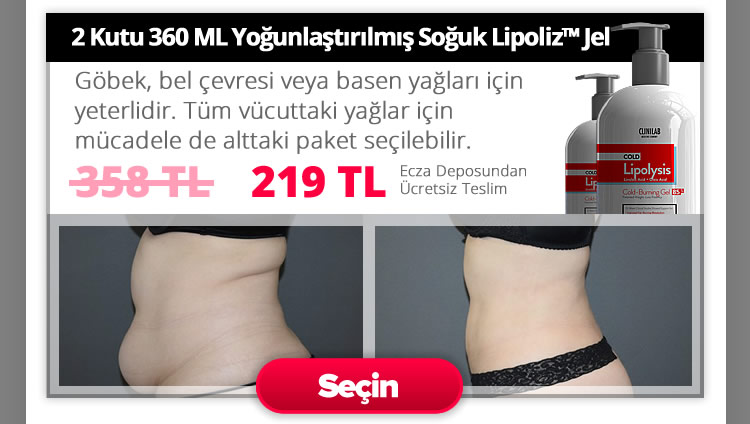 2 Kutu 360 ML Yoğunlaştırılmış Soğuk Lipoliz™ Jel
Göbek, bel çevresi veya basen yağları için
yeterlidir. Tüm vücuttaki yağlar için
mücadele de alttaki paket seçilebilir.
358 TL
219 TL
Ecza Deposundan
Ücretsiz Teslim
CLINILAB
COLD
Lipolysis
Cold-Burning Gel
Seçin